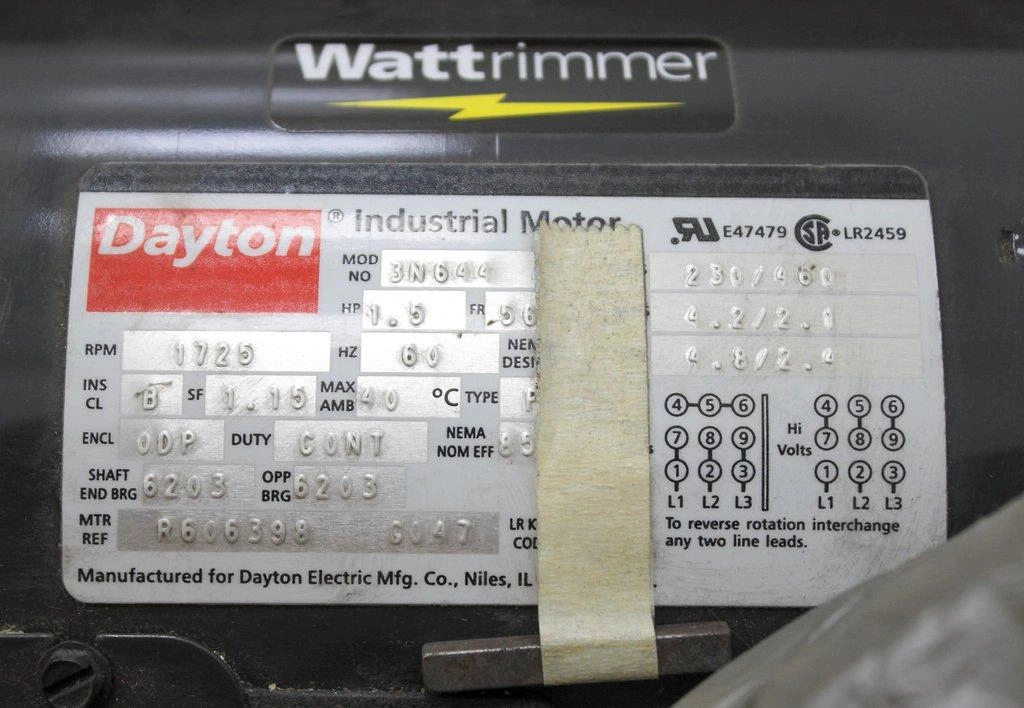 Wattrimmer
Dayton ® Industrial Motor
E47479 LR2459
MOD NO 3N644
230/460
HP 1.5 FR 56
4.2/2.1
RPM 1725 HZ 60
4.8/2.4
INS CL B SF 1.15 MAX AMB 40 °C TYPE
ENCL ODP DUTY CONT NEMA NOM EFF 85
SHAFT END BRG 6203 OPP BRG 6203
MTR REF R606398 G047
Manufactured for Dayton Electric Mfg. Co., Niles, IL
4 5 6
7 8 9
1 2 3
L1 L2 L3
Hi Volts
4 5 6
7 8 9
1 2 3
L1 L2 L3
To reverse rotation interchange
any two line leads.